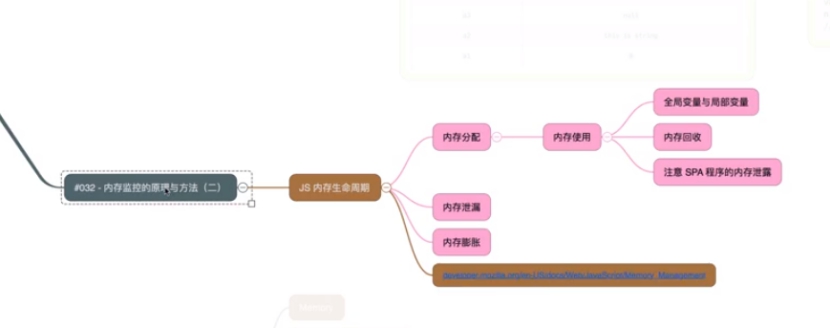 全局变量与局部变量
内存分配
内存使用
内存回收
注意 SPA 程序的内存泄露
#032 - 内存监控的原理与方法（二）
JS 内存生命周期
内存泄漏
内存膨胀
developer.mozilla.org/en-US/docs/Web/JavaScript/Memory_Management
Memory